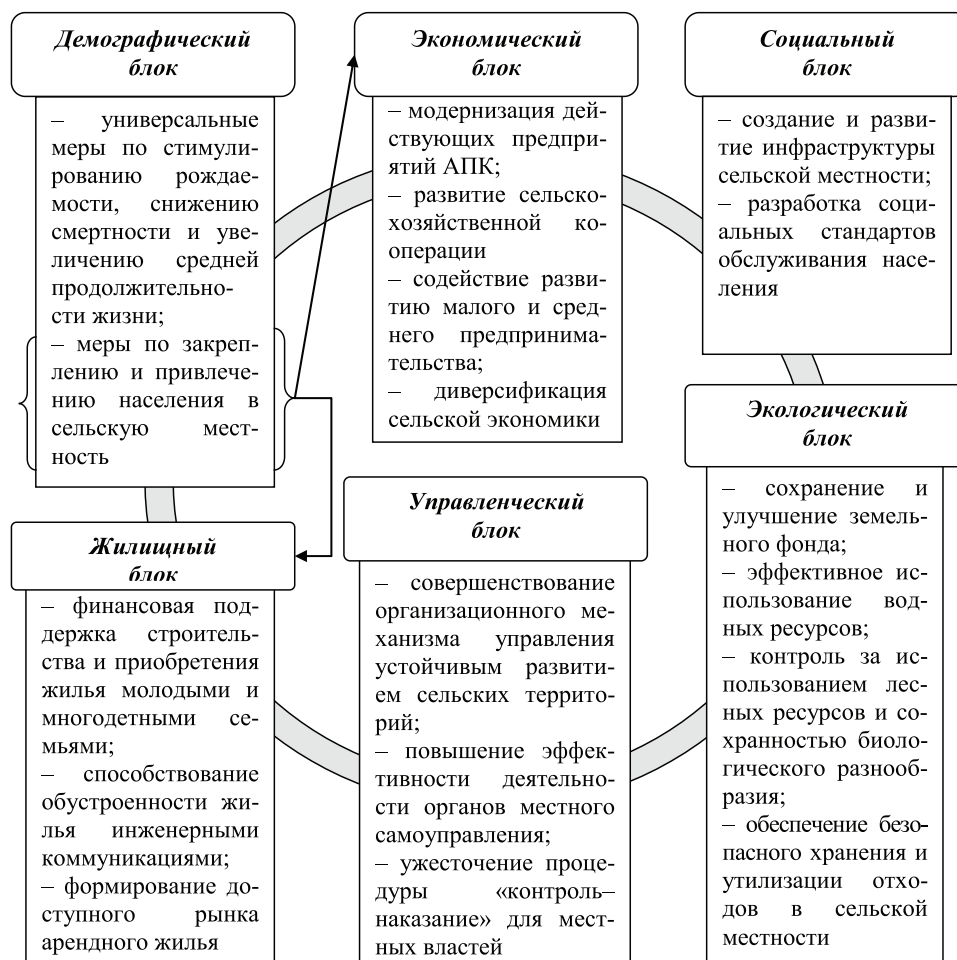 Демографический
блок
– универсальные
меры по стимули-
рованию рождае-
мости, снижению
смертности и уве-
личению средней
продолжительно-
сти жизни;
– меры по закреп-
лению и привлече-
нию населения в
сельскую мест-
ность
Экономический
блок
– модернизация дей-
ствующих предпри-
ятий АПК;
– развитие сельско-
хозяйственной ко-
операции
– содействие разви-
тию малого и сред-
него предпринима-
тельства;
– диверсификация
сельской экономики
Социальный
блок
– создание и разви-
тие инфраструктуры
сельской местности;
– разработка соци-
альных стандартов
обслуживания насе-
ления
Жилищный
блок
– финансовая под-
держка строитель-
ства и приобретения
жилья молодыми и
многодетными се-
мьями;
– способствование
обустроенности жи-
лья инженерными
коммуникациями;
– формирование до-
ступного рынка
арендного жилья
Управленческий
блок
– совершенствование
организационного ме-
ханизма управления
устойчивым развити-
ем сельских террито-
рий;
– повышение эффек-
тивности деятельно-
сти органов местного
самоуправления;
– ужесточение проце-
дуры «контроль–
наказание» для мест-
ных властей
Экологический
блок
– сохранение и
улучшение земель-
ного фонда;
– эффективное ис-
пользование вод-
ных ресурсов;
– контроль за ис-
пользованием лес-
ных ресурсов и со-
хранностью биоло-
гического разнооб-
разия;
– обеспечение безо-
пасного хранения и
утилизации отхо-
дов в сельской
местности